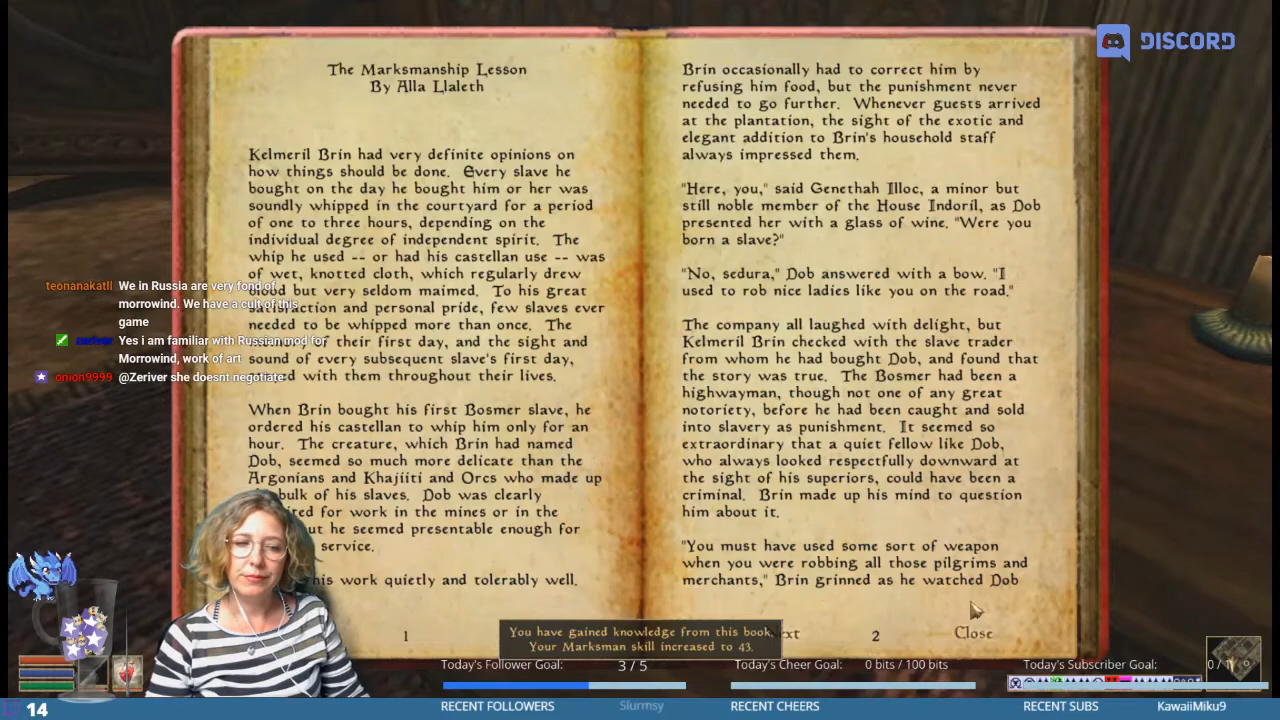 The Marksmanship Lesson
By Alla Llaleth
Kelmeril Brin had very definite opinions on
how things should be done. Every slave he
bought on the day he bought him or her was
soundly whipped in the courtyard for a period
of one to three hours, depending on the
individual degree of independent spirit. The
whip he used -- or had his castellan use -- was
of wet, knotted cloth, which regularly drew
blood but very seldom maimed. To his great
satisfaction and personal pride, few slaves ever
needed to be whipped more than once. The
of their first day, and the sight and
sound of every subsequent slave's first day,
with them throughout their lives.
When Brin bought his first Bosmer slave, he
ordered his castellan to whip him only for an
hour. The creature, which Brin had named
Dob, seemed so much more delicate than the
Argonians and Khajiiti and Orcs who made up
bulk of his slaves. Dob was clearly
for work in the mines or in the
but he seemed presentable enough for
service.
his work quietly and tolerably well.
1
Brin occasionally had to correct him by
refusing him food, but the punishment never
needed to go further. Whenever guests arrived
at the plantation, the sight of the exotic and
elegant addition to Brin's household staff
always impressed them.
"Here, you," said Genethah Illoc, a minor but
still noble member of the House Indoril, as Dob
presented her with a glass of wine. "Were you
born a slave?"
"No, sedura," Dob answered with a bow. "I
used to rob nice ladies like you on the road."
The company all laughed with delight, but
Kelmeril Brin checked with the slave trader
from whom he had bought Dob, and found that
the story was true. The Bosmer had been a
highwayman, though not one of any great
notoriety, before he had been caught and sold
into slavery as punishment. It seemed so
extraordinary that a quiet fellow like Dob,
who always looked respectfully downward at
the sight of his superiors, could have been a
criminal. Brin made up his mind to question
him about it.
"You must have used some sort of weapon
when you were robbing all those pilgrims and
merchants," Brin grinned as he watched Dob
2
Close
DISCORD
teonanakatll We in Russia are very fond of
morrowind. We have a cult of this
game
zeriver Yes i am familiar with Russian mod for
Morrowind, work of art
onion9999 @Zeriver she doesnt negotiate
You have gained knowledge from this book.
Your Marksman skill increased to 43.
Today's Follower Goal: 3 / 5
Today's Cheer Goal: 0 bits / 100 bits
Today's Subscriber Goal: 0 /
14
RECENT FOLLOWERS Slurmsy
RECENT CHEERS
RECENT SUBS KawaiiMiku9